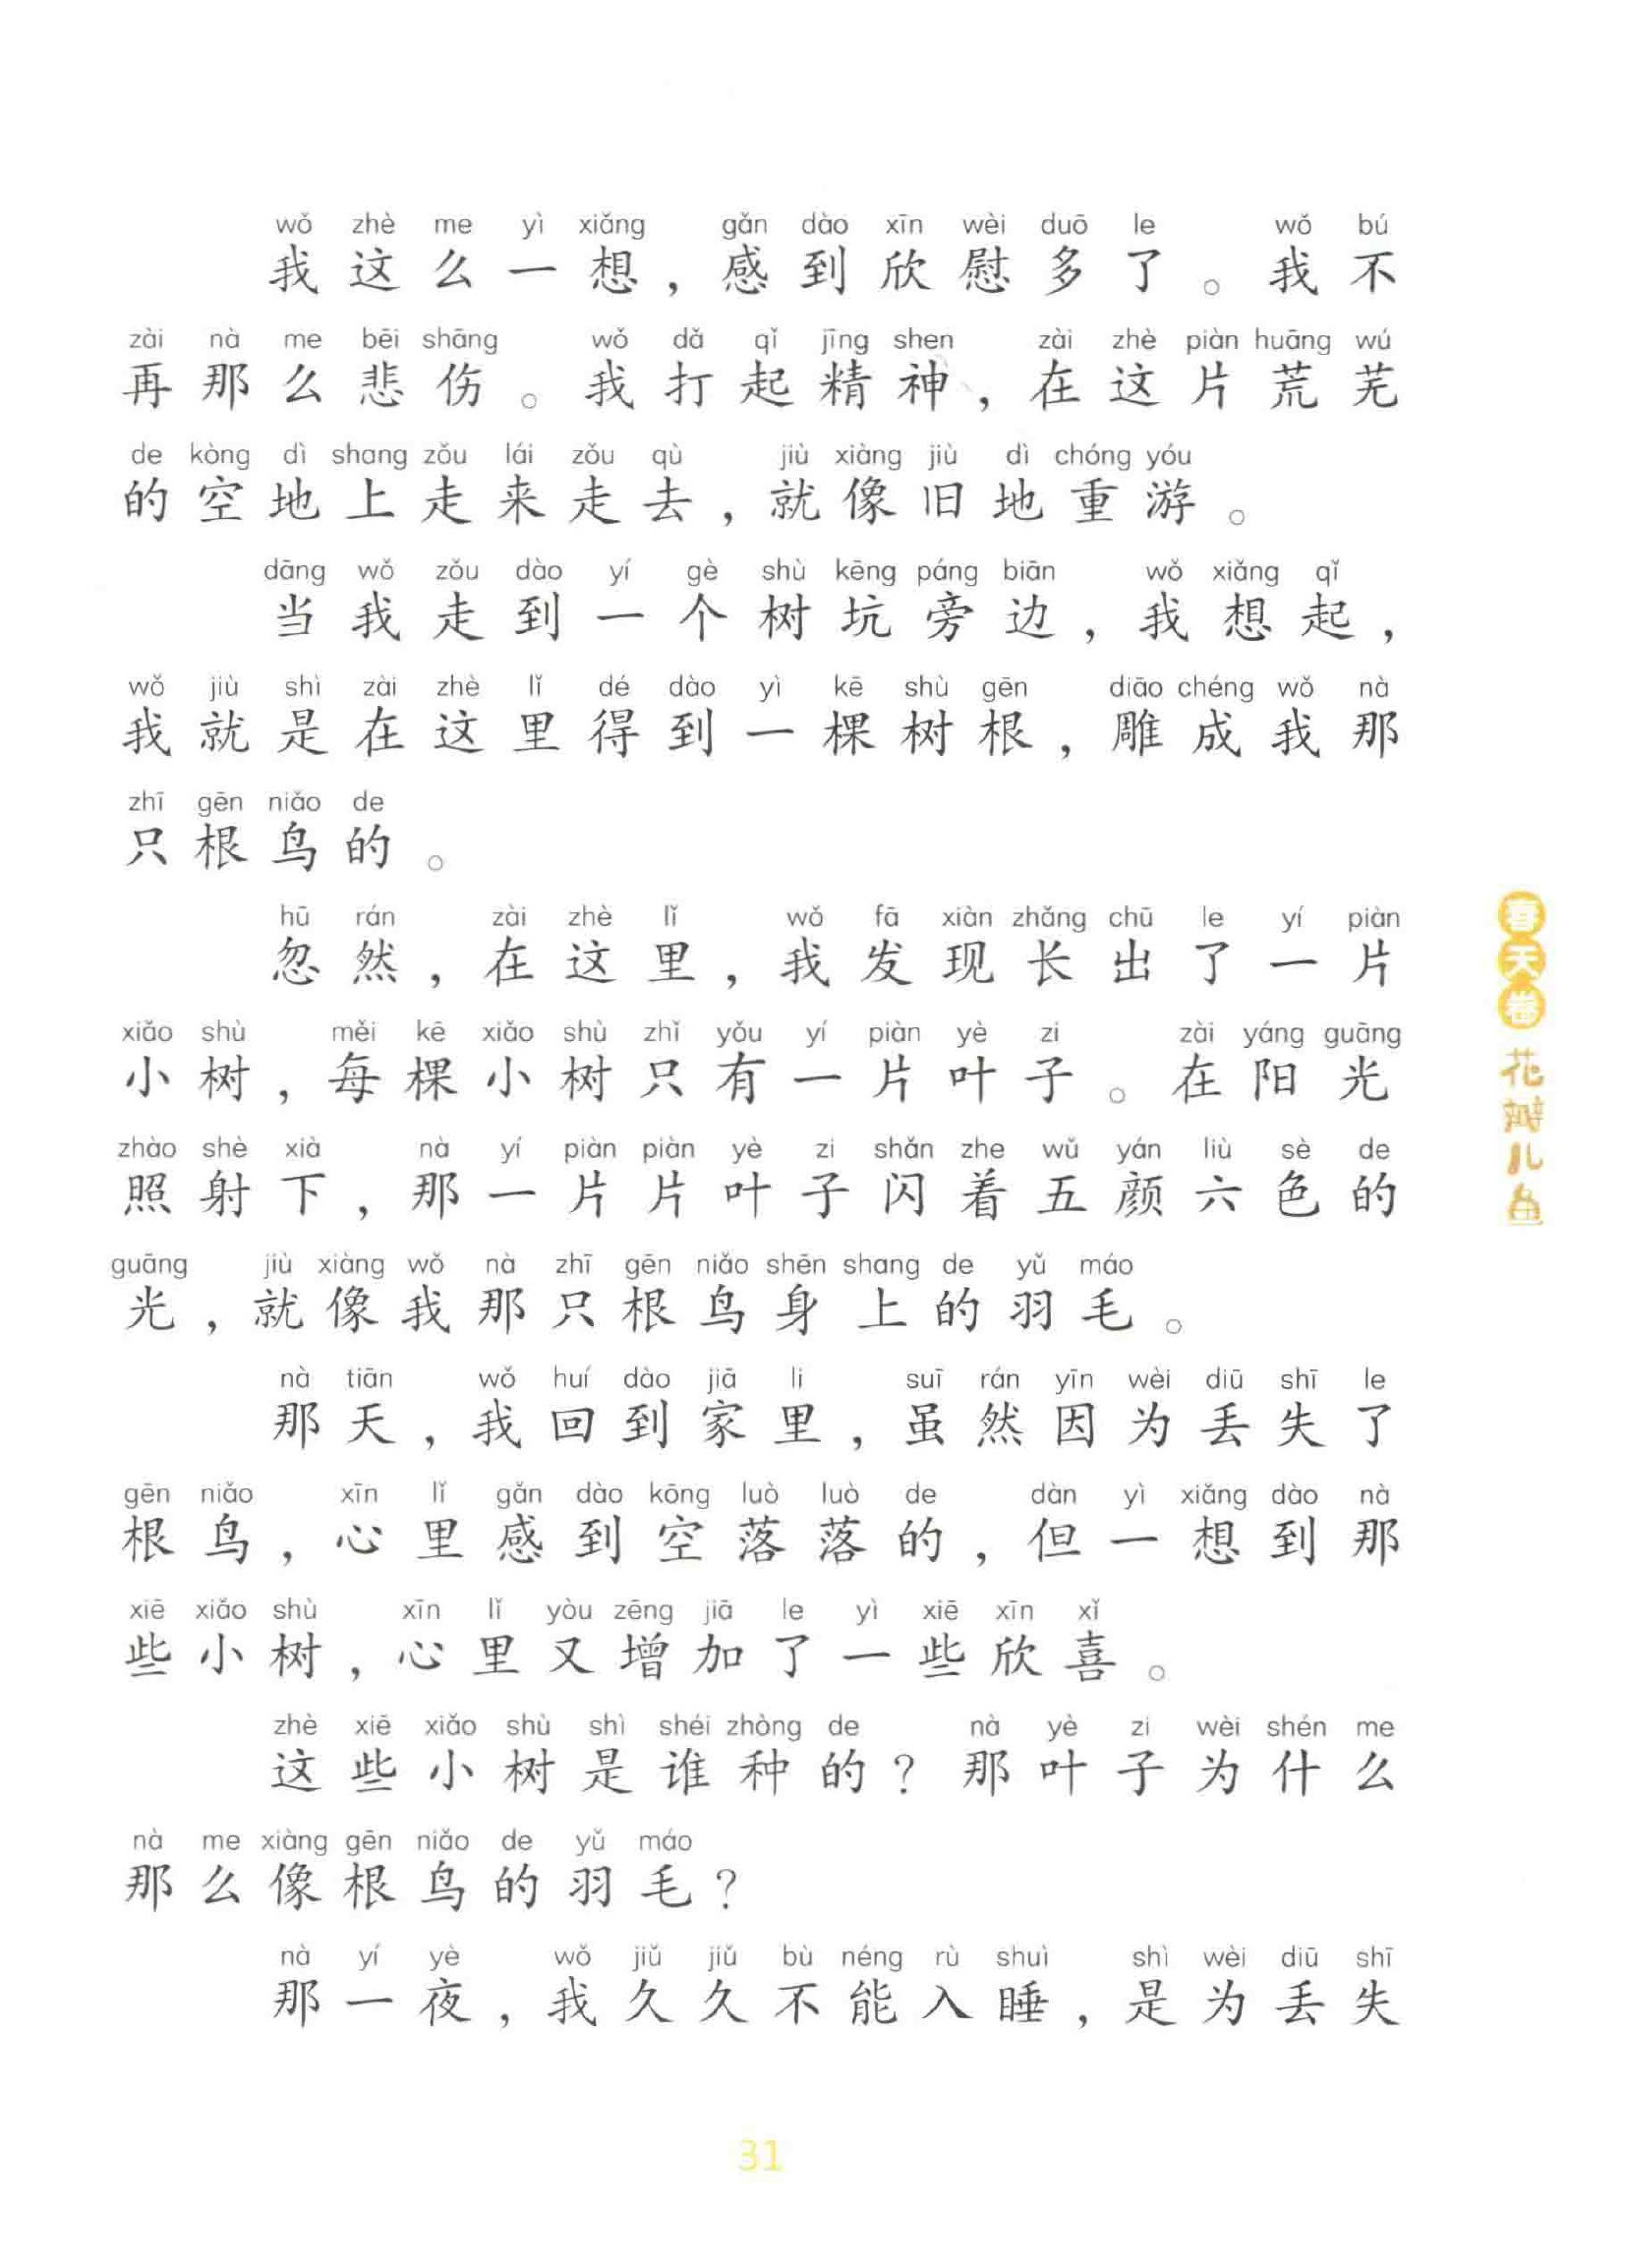 wǒ zhè me yì xiǎng gǎn dào xīn wèi duō le wǒ bú
我这么一想，感到欣慰多了。我不
zài nà me bēi shāng wǒ dǎ qǐ jīng shen zài zhè piàn huāng wú
再那么悲伤。我打起精神，在这片荒芜
de kòng dì shang zǒu lái zǒu qù jiù xiàng jiù dì chóng yóu
的空地上走来走去，就像旧地重游。
dāng wǒ zǒu dào yí gè shù kēng páng biān wǒ xiǎng qǐ
当我走到一个树坑旁边，我想起，
wǒ jiù shì zài zhè lǐ dé dào yì kē shù gēn diāo chéng wǒ nà
我就是在这里得到一棵树根，雕成我那
zhī gēn niǎo de
只根鸟的。
hū rán zài zhè lǐ wǒ fā xiàn zhǎng chū le yí piàn
忽然，在这里，我发现长出了一片
xiǎo shù měi kē xiǎo shù zhǐ yǒu yí piàn yè zi zài yáng guāng
小树，每棵小树只有一片叶子。在阳光
zhào shè xià nà yí piàn piàn yè zi shǎn zhe wǔ yán liù sè de
照射下，那一片片叶子闪着五颜六色的
guāng jiù xiàng wǒ nà zhī gēn niǎo shēn shang de yǔ máo
光，就像我那只根鸟身上的羽毛。
nà tiān wǒ huí dào jiā li suī rán yīn wèi diū shī le
那天，我回到家里，虽然因为丢失了
gēn niǎo xīn lǐ gǎn dào kōng luò luò de dàn yì xiǎng dào nà
根鸟，心里感到空落落的，但一想到那
xiē xiǎo shù xīn lǐ yòu zēng jiā le yì xiē xīn xǐ
些小树，心里又增加了一些欣喜。
zhè xiē xiǎo shù shì shéi zhòng de nà yè zi wèi shén me
这些小树是谁种的？那叶子为什么
nà me xiàng gēn niǎo de yǔ máo
那么像根鸟的羽毛？
nà yí yè wǒ jiǔ jiǔ bù néng rù shuì shì wèi diū shī
那一夜，我久久不能入睡，是为丢失
春天卷 花瓣儿鱼
31